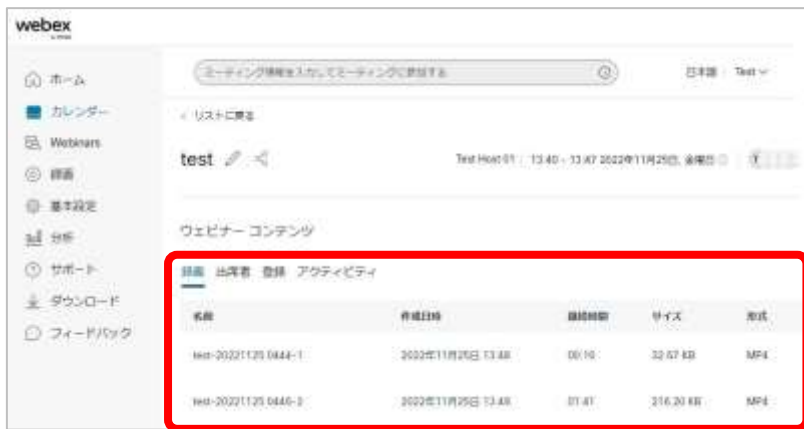 webex
ミーティング情報を入力してミーティングに参加する
日本語 Test
ホーム
カレンダー
Webinars
録画
基本設定
分析
サポート
ダウンロード
フィードバック
リストに戻る
test
Test Host 01 : 13:40 - 13:47 2022年11月25日, 金曜日
ウェビナー コンテンツ
録画 出席者 登録 アクティビティ
名前 作成日時 継続時間 サイズ 形式
test-20221125 0444-1 2022年11月25日 13:48 00:16 32.67 KB MP4
test-20221125 0446-2 2022年11月25日 13:48 01:41 216.20 KB MP4